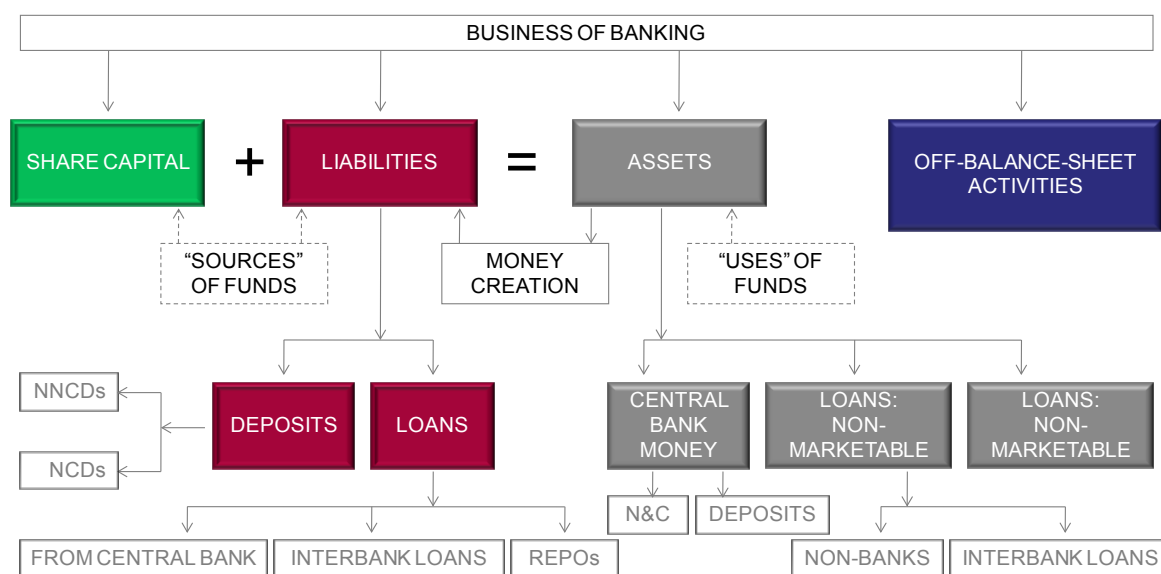 BUSINESS OF BANKING
SHARE CAPITAL
+
LIABILITIES
=
ASSETS
OFF-BALANCE-SHEET
ACTIVITIES
“SOURCES”
OF FUNDS
MONEY
CREATION
“USES” OF
FUNDS
NNCDs
NCDs
DEPOSITS
LOANS
CENTRAL
BANK
MONEY
LOANS:
NON-
MARKETABLE
LOANS:
NON-
MARKETABLE
N&C
DEPOSITS
FROM CENTRAL BANK
INTERBANK LOANS
REPOs
NON-BANKS
INTERBANK LOANS